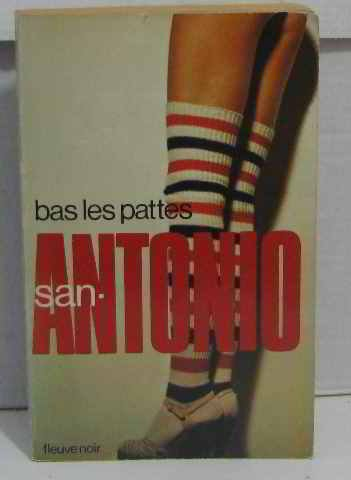 bas les pattes
san-
ANTONIO
fleuve noir